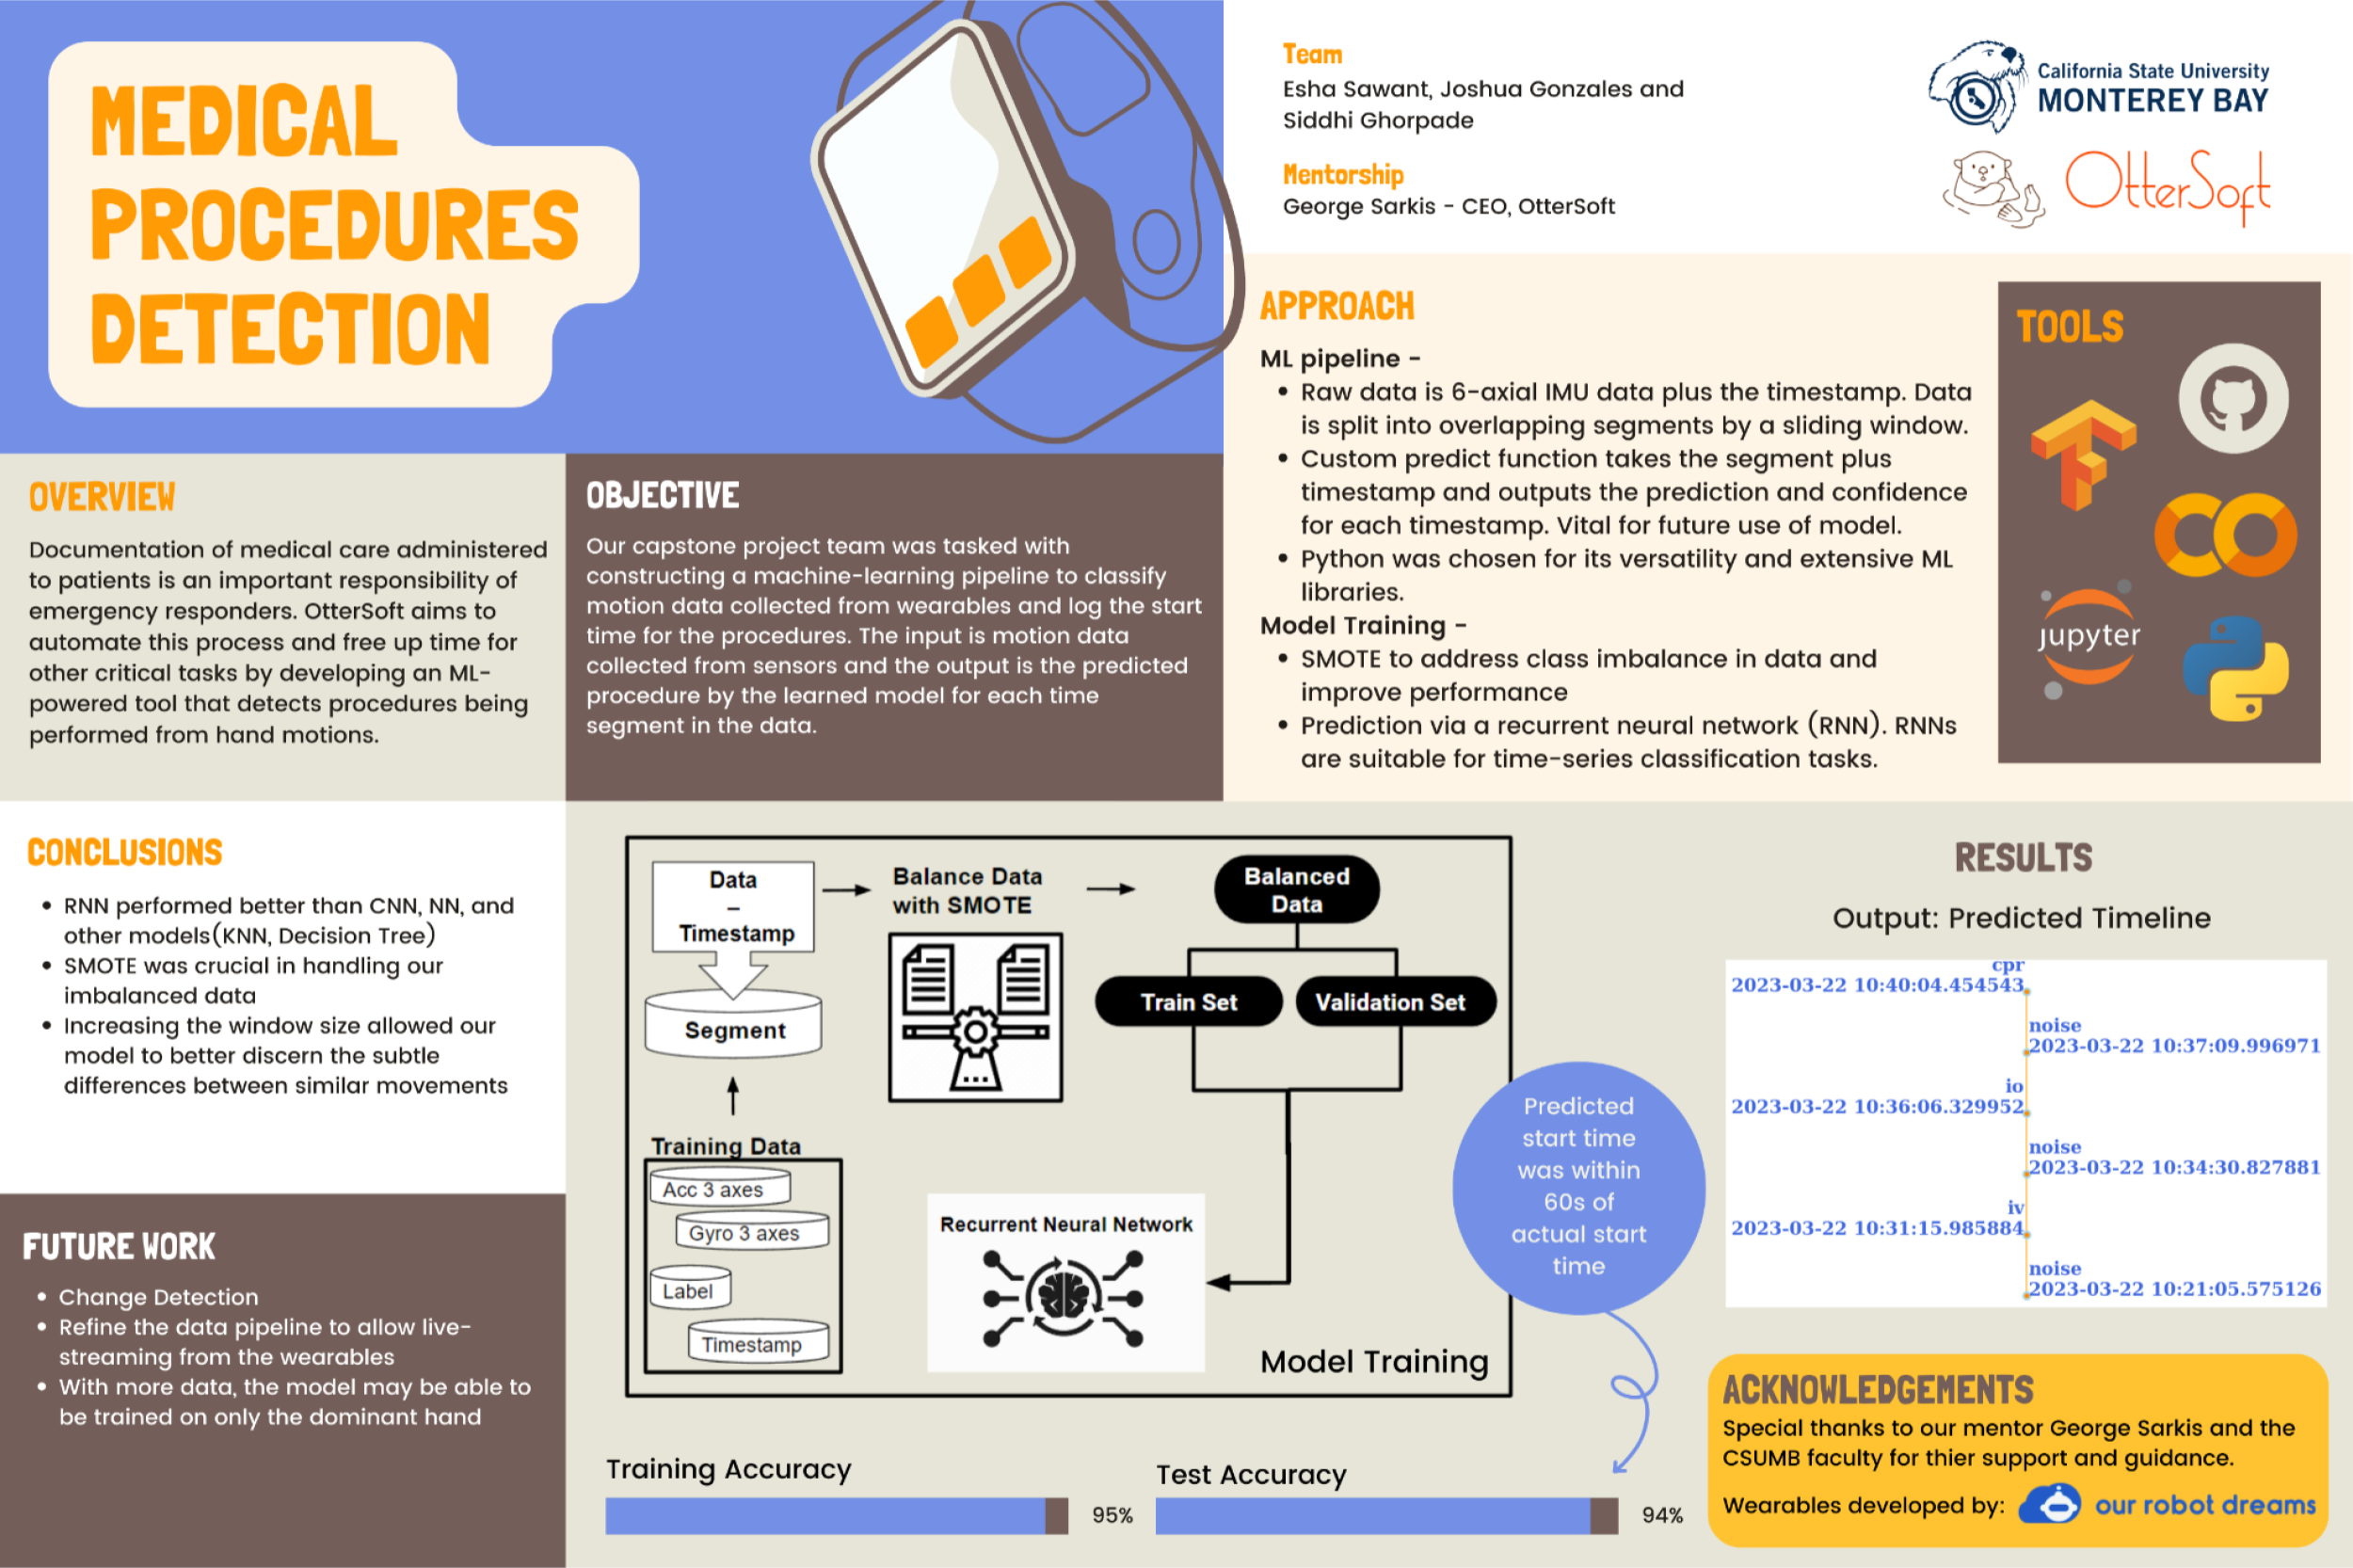 MEDICAL
PROCEDURES
DETECTION
Team
Esha Sawant, Joshua Gonzales and
Siddhi Ghorpade
Mentorship
George Sarkis - CEO, OtterSoft
California State University
MONTEREY BAY
OtterSoft
OVERVIEW
Documentation of medical care administered
to patients is an important responsibility of
emergency responders. OtterSoft aims to
automate this process and free up time for
other critical tasks by developing an ML-
powered tool that detects procedures being
performed from hand motions.
OBJECTIVE
Our capstone project team was tasked with
constructing a machine-learning pipeline to classify
motion data collected from wearables and log the start
time for the procedures. The input is motion data
collected from sensors and the output is the predicted
procedure by the learned model for each time
segment in the data.
APPROACH
ML pipeline -
• Raw data is 6-axial IMU data plus the timestamp. Data
is split into overlapping segments by a sliding window.
• Custom predict function takes the segment plus
timestamp and outputs the prediction and confidence
for each timestamp. Vital for future use of model.
• Python was chosen for its versatility and extensive ML
libraries.
Model Training -
• SMOTE to address class imbalance in data and
improve performance
• Prediction via a recurrent neural network (RNN). RNNs
are suitable for time-series classification tasks.
TOOLS
jupyter
CONCLUSIONS
• RNN performed better than CNN, NN, and
other models(KNN, Decision Tree)
• SMOTE was crucial in handling our
imbalanced data
• Increasing the window size allowed our
model to better discern the subtle
differences between similar movements
FUTURE WORK
• Change Detection
• Refine the data pipeline to allow live-
streaming from the wearables
• With more data, the model may be able to
be trained on only the dominant hand
Data
–
Timestamp
Segment
Training Data
Acc 3 axes
Gyro 3 axes
Label
Timestamp
Balance Data
with SMOTE
Balanced
Data
Train Set
Validation Set
Recurrent Neural Network
Model Training
Predicted
start time
was within
60s of
actual start
time
Training Accuracy
95%
Test Accuracy
94%
RESULTS
Output: Predicted Timeline
cpr
2023-03-22 10:40:04.454543
noise
2023-03-22 10:37:09.996971
io
2023-03-22 10:36:06.329952
noise
2023-03-22 10:34:30.827881
iv
2023-03-22 10:31:15.985884
noise
2023-03-22 10:21:05.575126
ACKNOWLEDGEMENTS
Special thanks to our mentor George Sarkis and the
CSUMB faculty for thier support and guidance.
Wearables developed by: our robot dreams